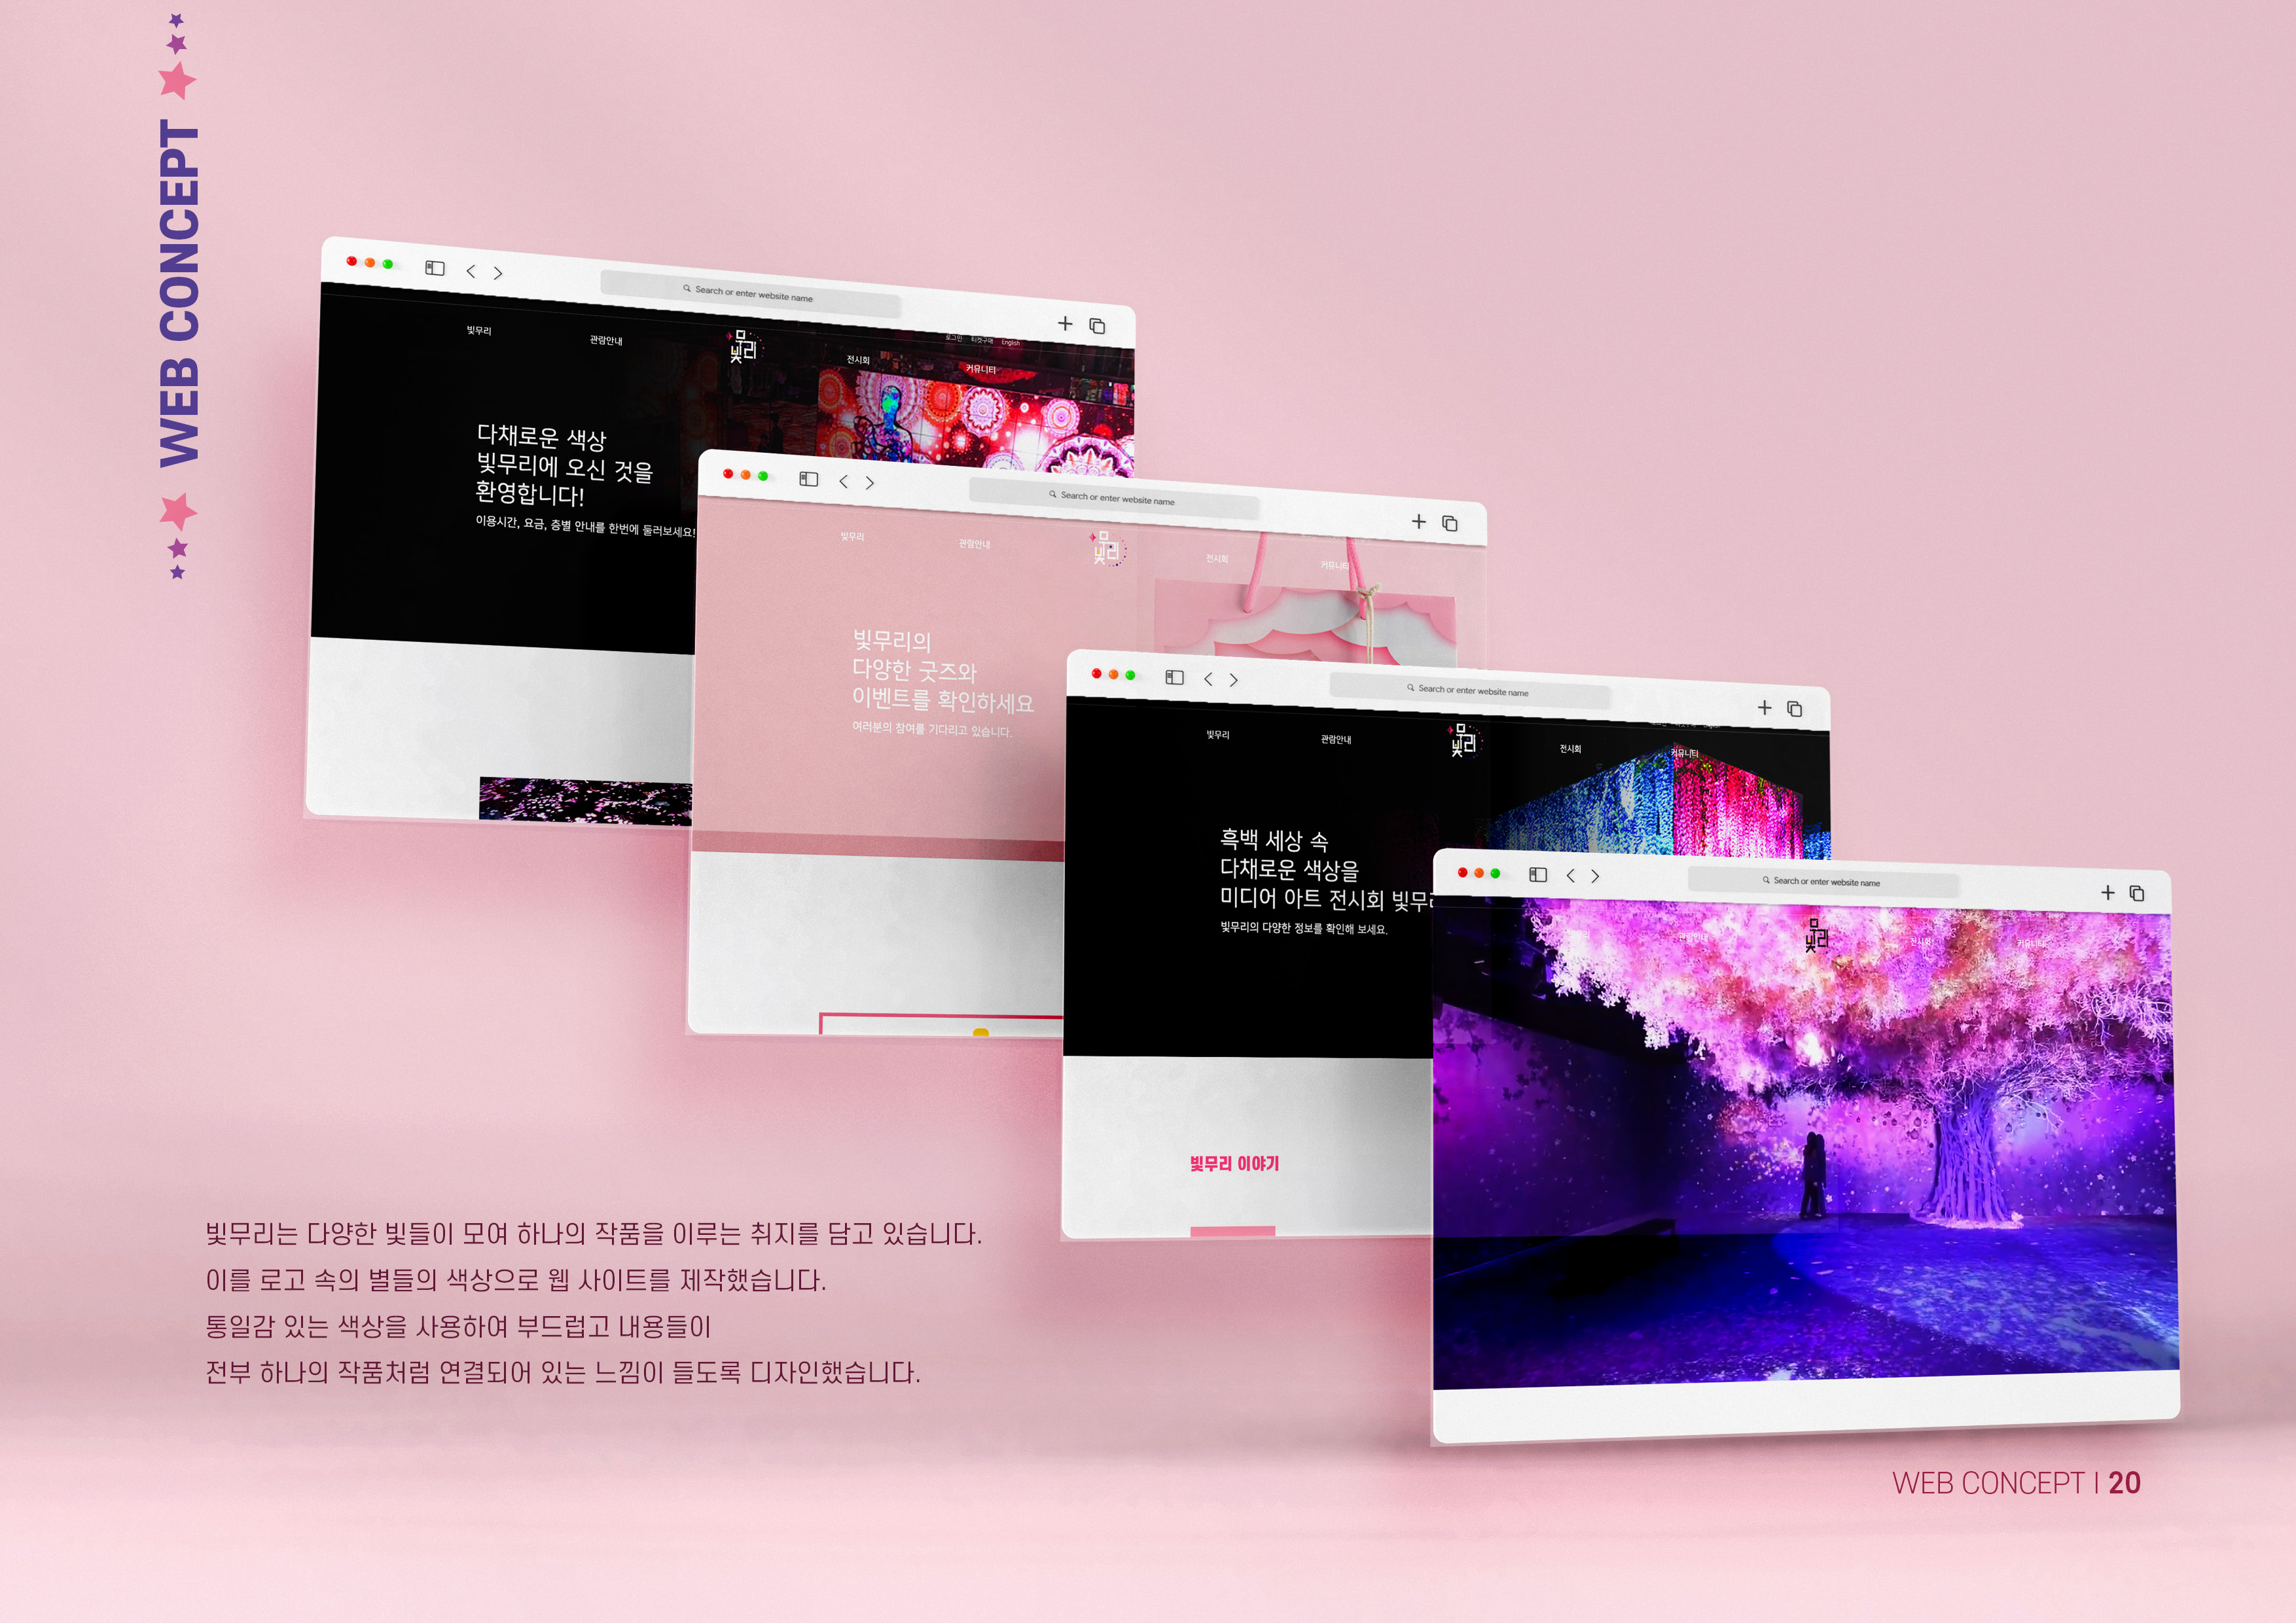 WEB CONCEPT
Search or enter website name
로그인 티켓구매 English
빛무리
관람안내
빛무리
전시회
커뮤니티
다채로운 색상
빛무리에 오신 것을
환영합니다!
이용시간, 요금, 층별 안내를 한번에 둘러보세요!
Search or enter website name
빛무리
관람안내
빛무리
전시회
커뮤니티
빛무리의
다양한 굿즈와
이벤트를 확인하세요
여러분의 참여를 기다리고 있습니다.
Search or enter website name
빛무리
관람안내
빛무리
전시회
커뮤니티
흑백 세상 속
다채로운 색상을
미디어 아트 전시회 빛무
빛무리의 다양한 정보를 확인해 보세요.
빛무리 이야기
Search or enter website name
관람안내
빛무리
전시회
커뮤니티
빛무리는 다양한 빛들이 모여 하나의 작품을 이루는 취지를 담고 있습니다.
이를 로고 속의 별들의 색상으로 웹 사이트를 제작했습니다.
통일감 있는 색상을 사용하여 부드럽고 내용들이
전부 하나의 작품처럼 연결되어 있는 느낌이 들도록 디자인했습니다.
WEB CONCEPT | 20